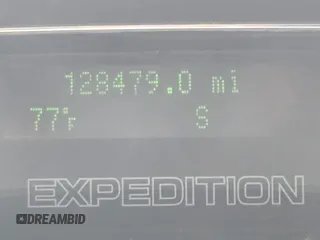 128479.0 mi
77°F S
EXPEDITION
DREAMBID